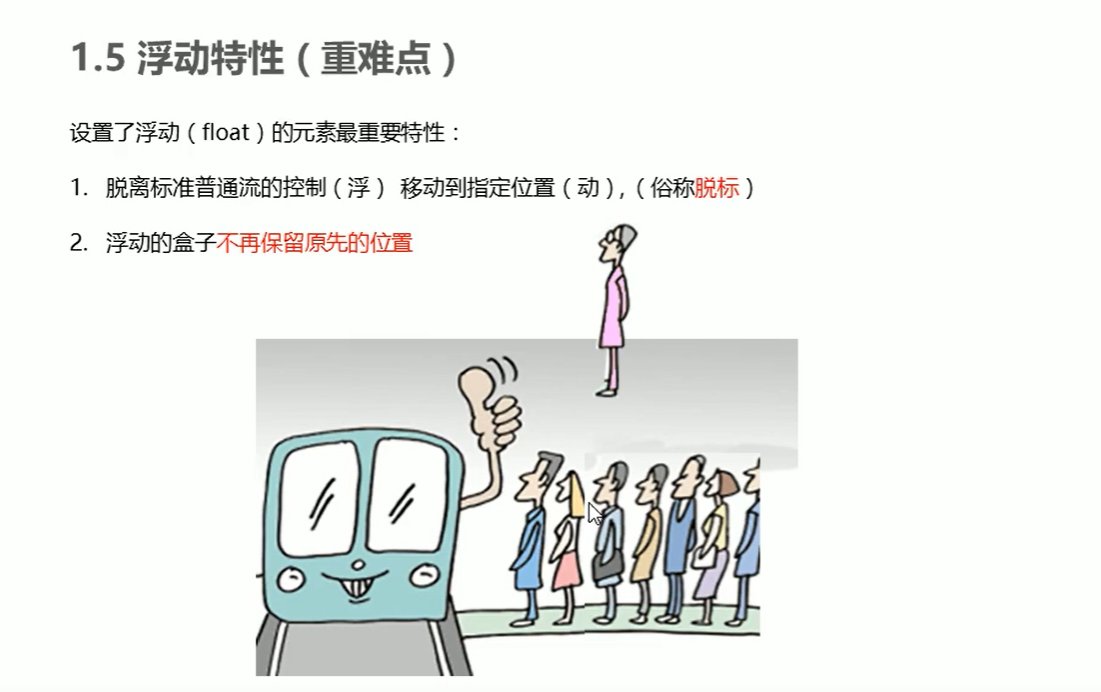 1.5 浮动特性（重难点）
设置了浮动（float）的元素最重要特性：
1. 脱离标准普通流的控制（浮） 移动到指定位置（动），（俗称脱标）
2. 浮动的盒子不再保留原先的位置